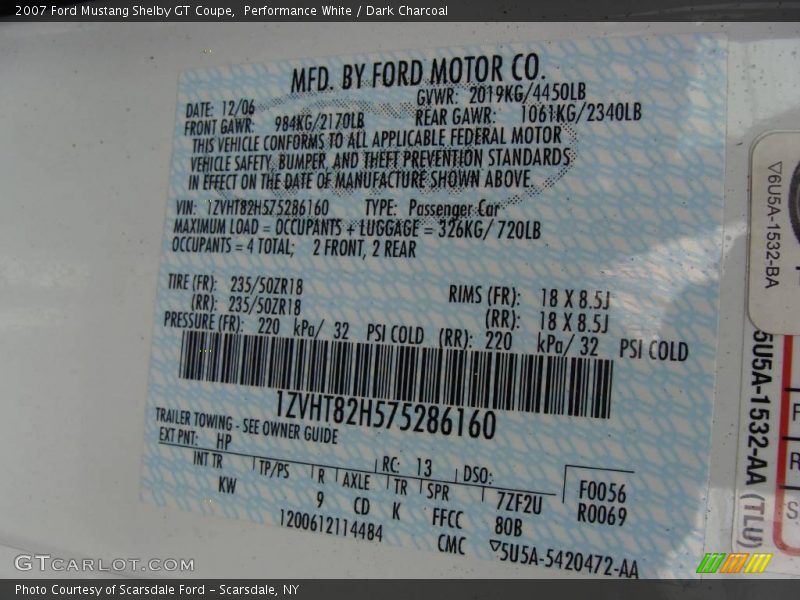 2007 Ford Mustang Shelby GT Coupe,  Performance White / Dark Charcoal
MFD. BY FORD MOTOR CO.
DATE: 12/06 GVWR: 2019KG/4450LB
FRONT GAWR: 984KG/2170LB REAR GAWR: 1061KG/2340LB
THIS VEHICLE CONFORMS TO ALL APPLICABLE FEDERAL MOTOR
VEHICLE SAFETY, BUMPER, AND THEFT PREVENTION STANDARDS
IN EFFECT ON THE DATE OF MANUFACTURE SHOWN ABOVE.
VIN: 1ZVHT82H575286160 TYPE: Passenger Car
MAXIMUM LOAD = OCCUPANTS + LUGGAGE = 326KG/ 720LB
OCCUPANTS = 4 TOTAL; 2 FRONT, 2 REAR
TIRE (FR): 235/50ZR18 RIMS (FR): 18 X 8.5J
(RR): 235/50ZR18 (RR): 18 X 8.5J
PRESSURE (FR): 220 kPa/ 32 PSI COLD (RR): 220 kPa/ 32 PSI COLD
1ZVHT82H575286160
TRAILER TOWING - SEE OWNER GUIDE
EXT PNT: HP RC: 13 DSO: F0056
INT TR TP/PS R AXLE TR SPR 7ZF2U R0069
KW 9 CD K FFCC 80B
1200612114484 CMC ▽5U5A-5420472-AA
▽6U5A-1532-BA
5U5A-1532-AA (TLU)
F
R
S
GTCARLOT.COM
Photo Courtesy of Scarsdale Ford – Scarsdale, NY